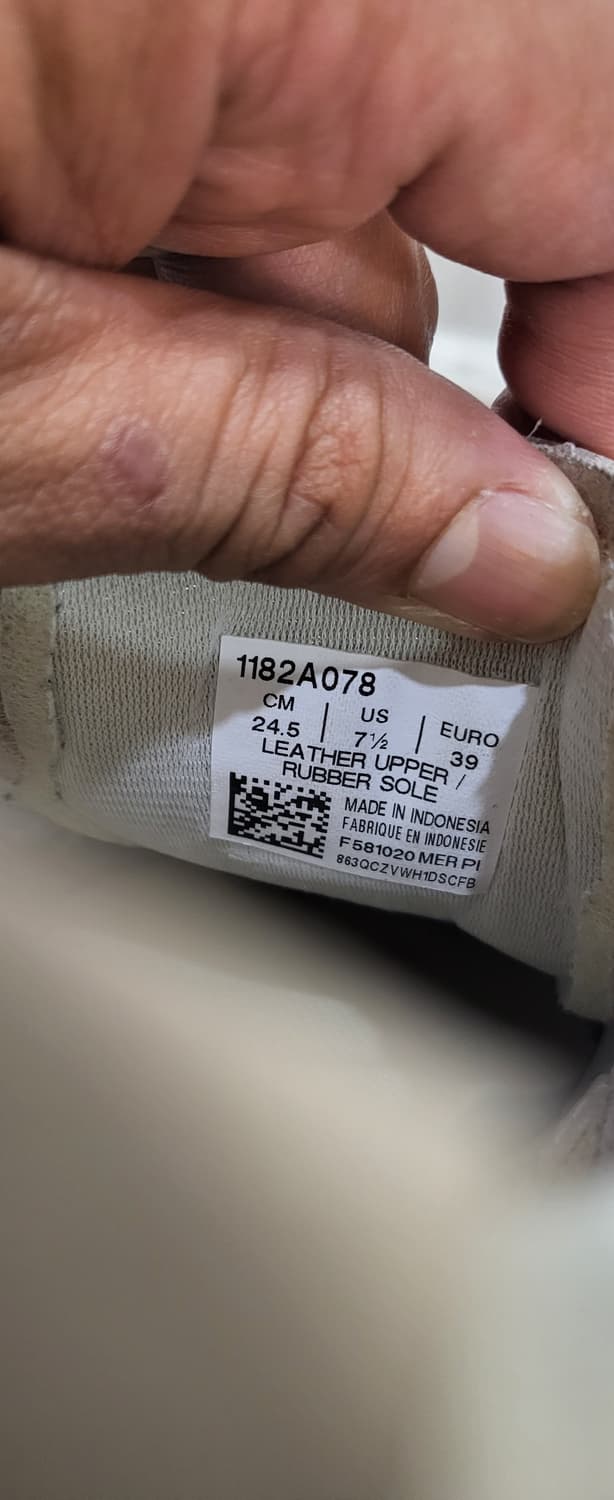 1182A078
CM | US | EURO
24.5 | 7½ | 39
LEATHER UPPER /
RUBBER SOLE
MADE IN INDONESIA
FABRIQUE EN INDONESIE
F581020 MER PI
863QCZVWH1DSCFB